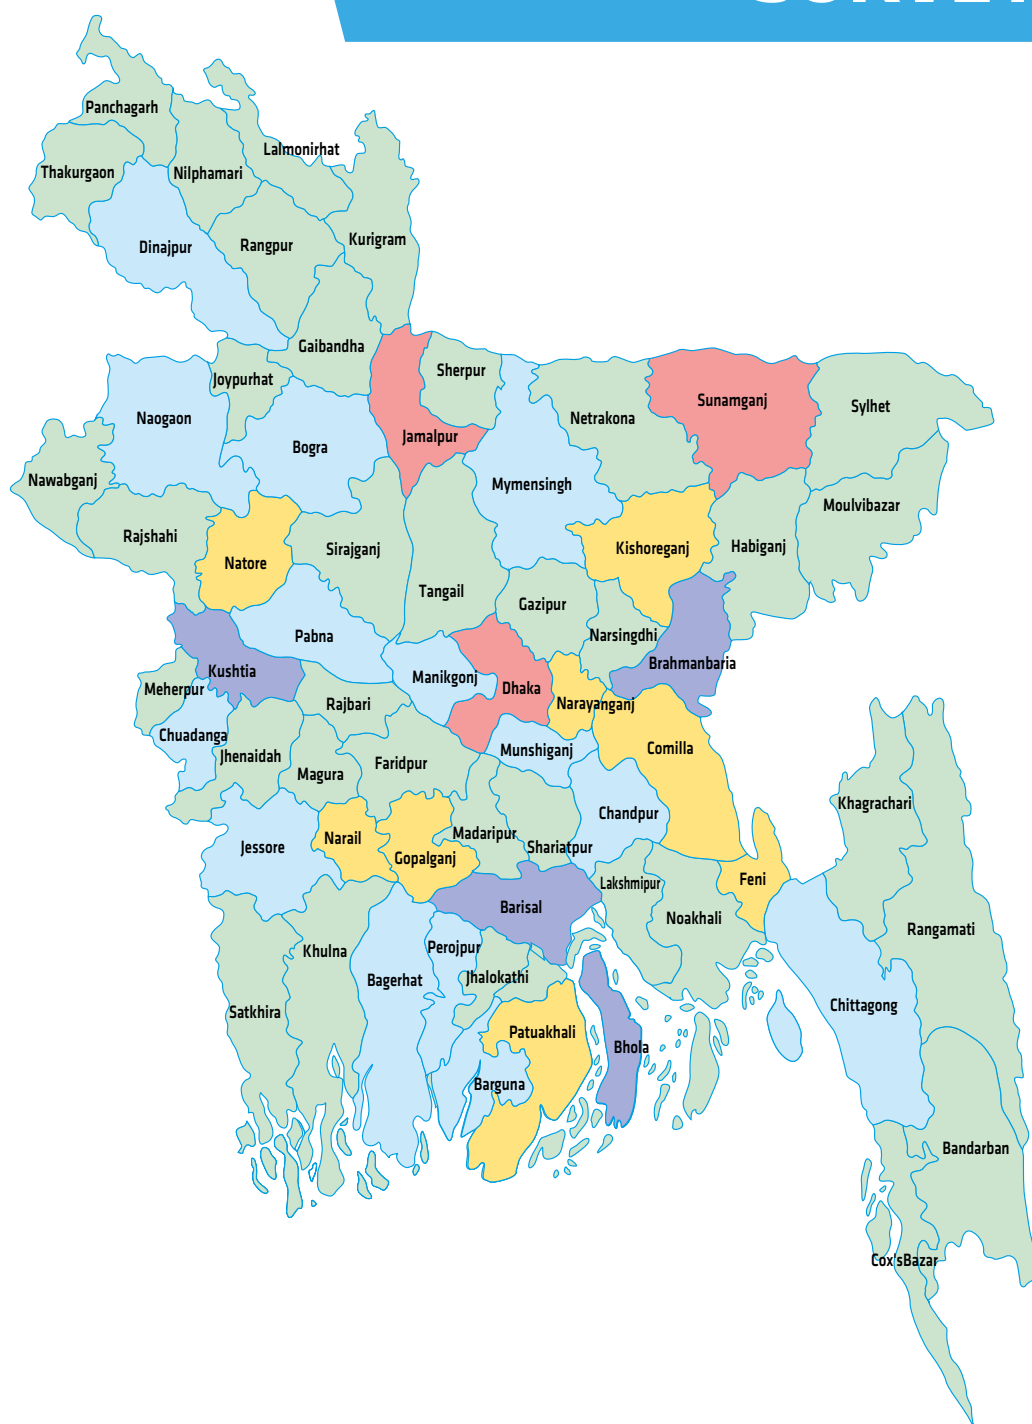 Panchagarh
Lalmonirhat
Thakurgaon
Nilphamari
Kurigram
Dinajpur
Rangpur
Gaibandha
Sherpur
Joypurhat
Sunamganj
Sylhet
Naogaon
Netrakona
Jamalpur
Bogra
Nawabganj
Mymensingh
Moulvibazar
Rajshahi
Habiganj
Kishoreganj
Sirajganj
Natore
Tangail
Gazipur
Pabna
Narsingdhi
Brahmanbaria
Kushtia
Manikgonj
Meherpur
Dhaka
Rajbari
Narayanganj
Chuadanga
Munshiganj
Comilla
Jhenaidah
Faridpur
Magura
Khagrachari
Chandpur
Narail
Madaripur
Jessore
Shariatpur
Gopalganj
Feni
Lakshmipur
Barisal
Noakhali
Rangamati
Perojpur
Khulna
Jhalokathi
Bagerhat
Chittagong
Satkhira
Patuakhali
Bhola
Barguna
Bandarban
Cox'sBazar